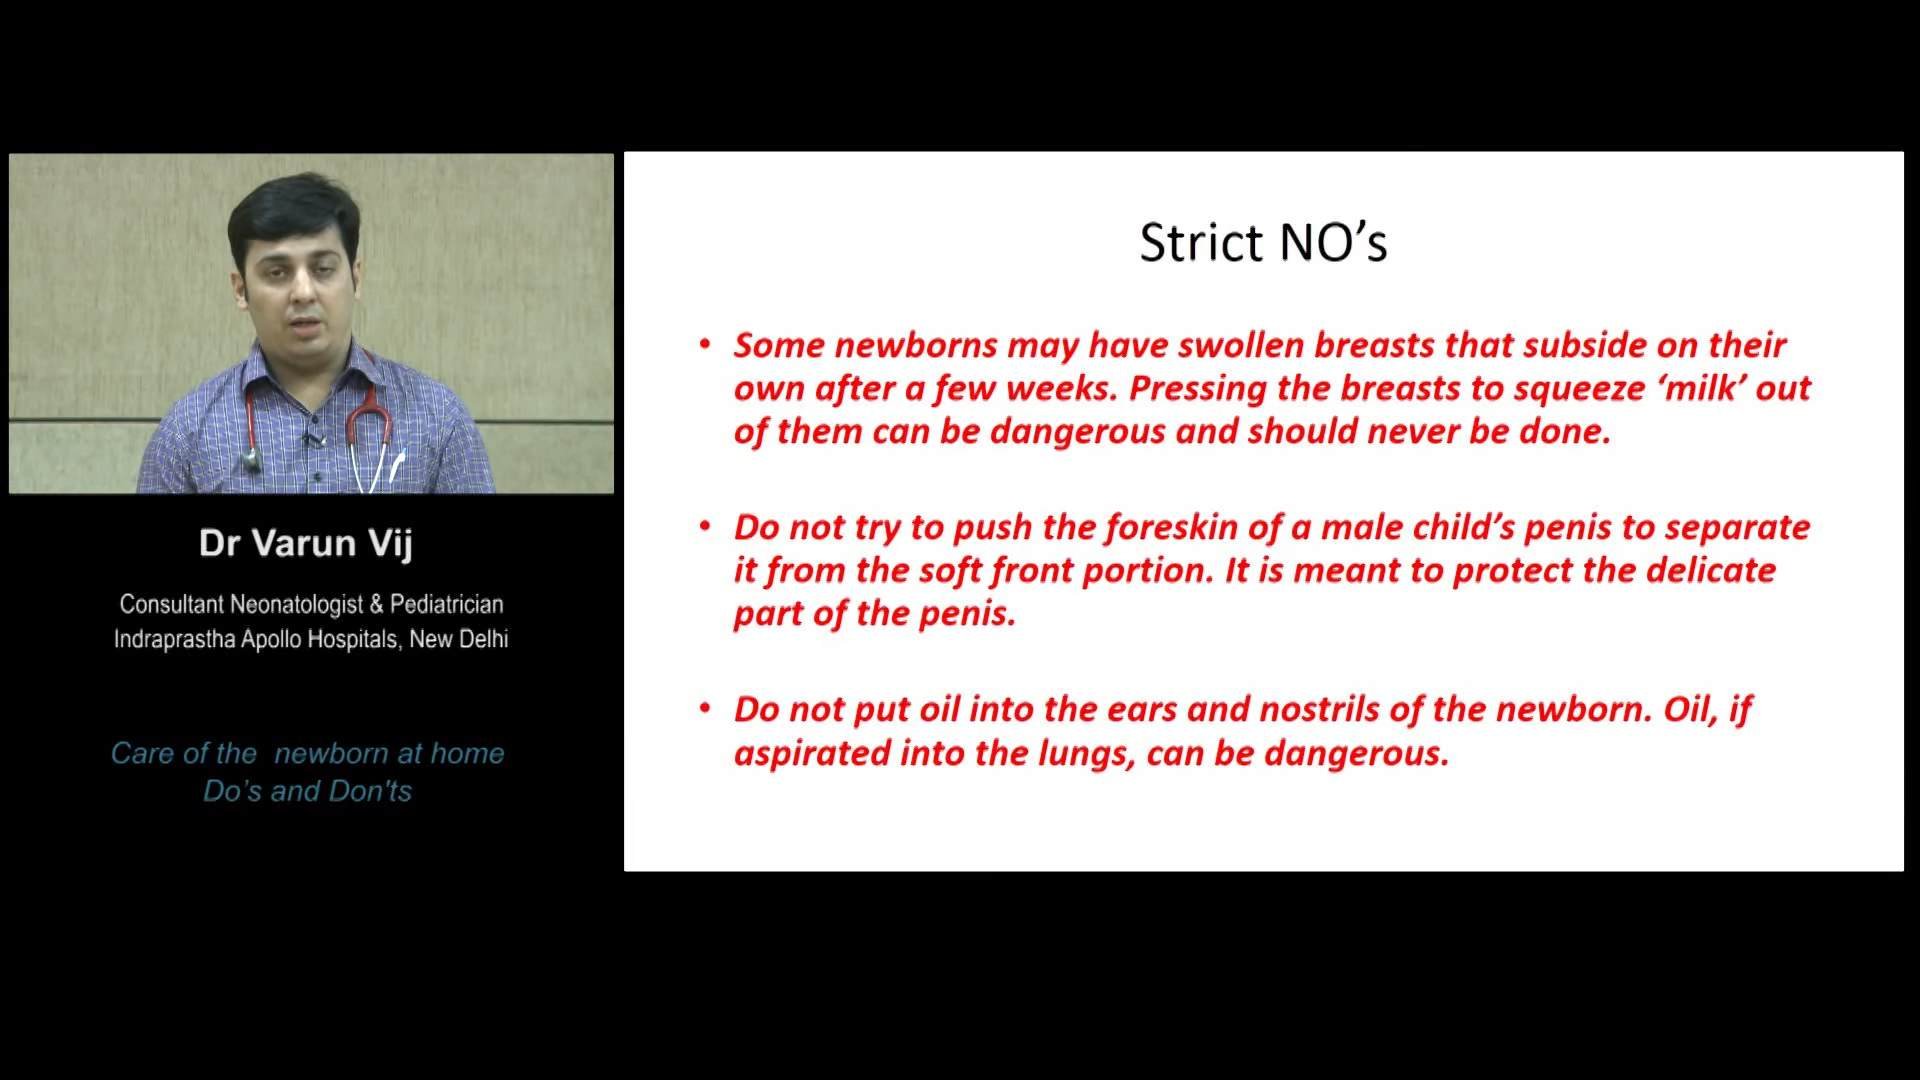 Dr Varun Vij
Consultant Neonatologist & Pediatrician
Indraprastha Apollo Hospitals, New Delhi
Care of the newborn at home
Do’s and Don'ts
Strict NO’s
• Some newborns may have swollen breasts that subside on their
own after a few weeks. Pressing the breasts to squeeze ‘milk’ out
of them can be dangerous and should never be done.
• Do not try to push the foreskin of a male child’s penis to separate
it from the soft front portion. It is meant to protect the delicate
part of the penis.
• Do not put oil into the ears and nostrils of the newborn. Oil, if
aspirated into the lungs, can be dangerous.